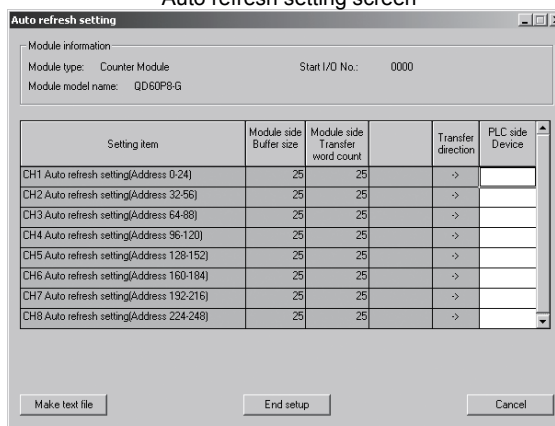 Auto refresh setting screen
Auto refresh setting
Module information
Module type: Counter Module Start I/O No.: 0000
Module model name: QD60P8-G
Setting item Module side Buffer size Module side Transfer word count Transfer direction PLC side Device
CH1 Auto refresh setting(Address 0-24) 25 25 ->
CH2 Auto refresh setting(Address 32-56) 25 25 ->
CH3 Auto refresh setting(Address 64-88) 25 25 ->
CH4 Auto refresh setting(Address 96-120) 25 25 ->
CH5 Auto refresh setting(Address 128-152) 25 25 ->
CH6 Auto refresh setting(Address 160-184) 25 25 ->
CH7 Auto refresh setting(Address 192-216) 25 25 ->
CH8 Auto refresh setting(Address 224-248) 25 25 ->
Make text file End setup Cancel